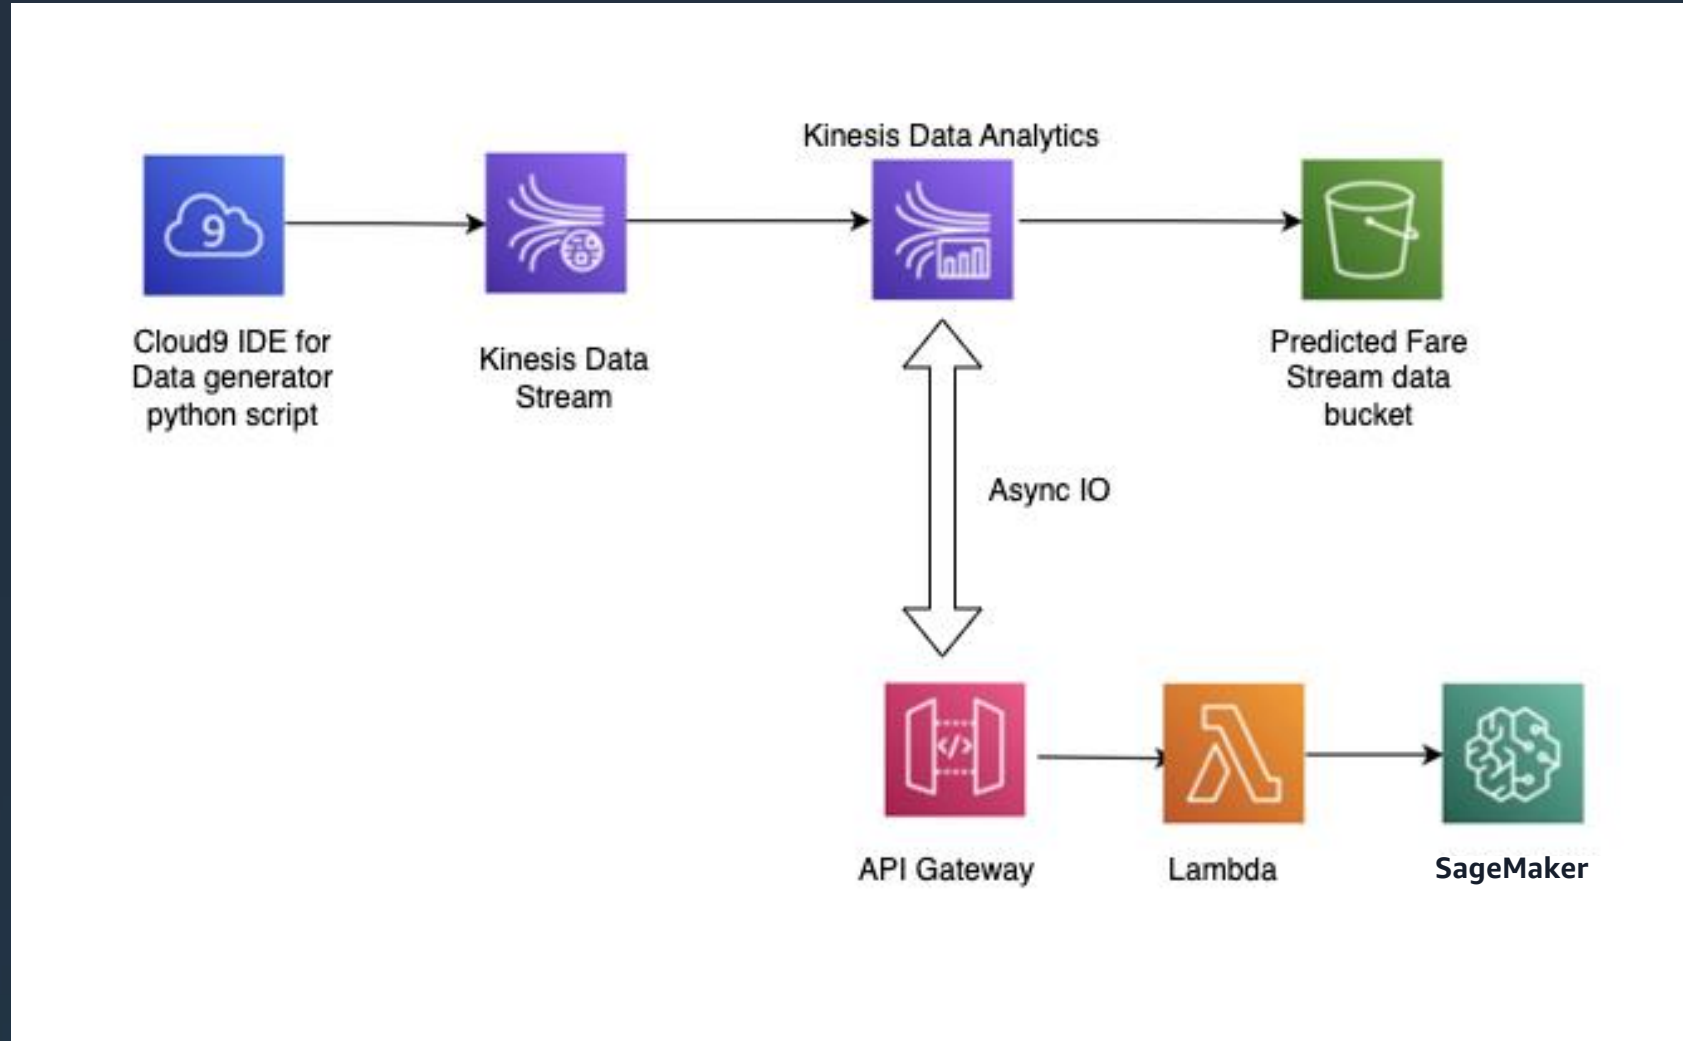 Kinesis Data Analytics
9
Cloud9 IDE for
Data generator
python script
Kinesis Data
Stream
Predicted Fare
Stream data
bucket
Async IO
</>
API Gateway
Lambda
SageMaker